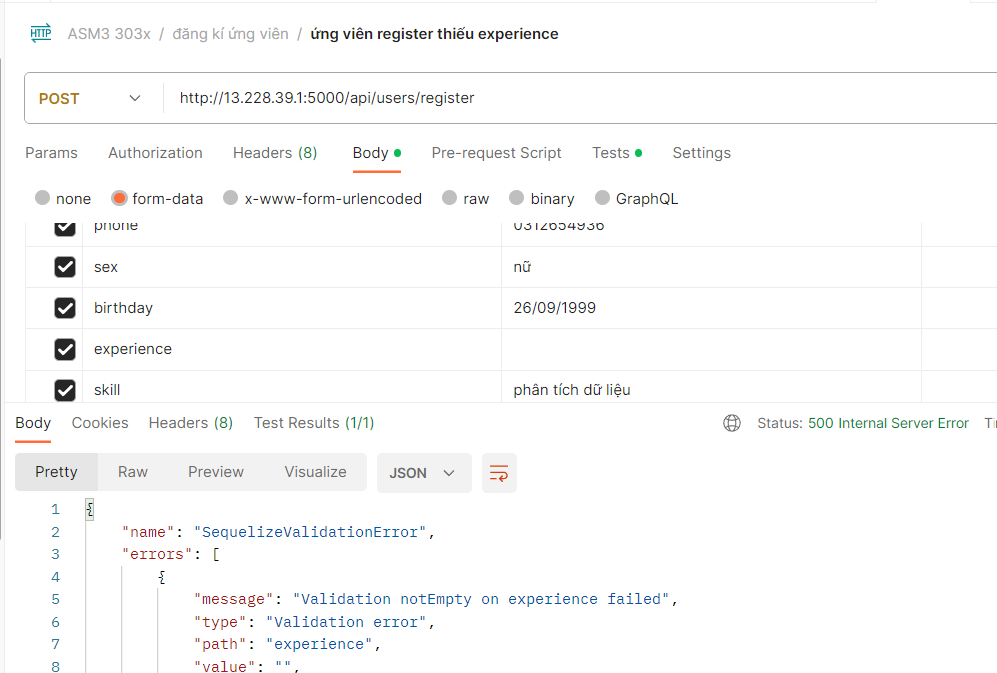 HTTP ASM3 303x / đăng kí ứng viên / ứng viên register thiếu experience
POST http://13.228.39.1:5000/api/users/register
Params Authorization Headers (8) Body Pre-request Script Tests Settings
none form-data x-www-form-urlencoded raw binary GraphQL
phone 0312654936
sex nữ
birthday 26/09/1999
experience
skill phân tích dữ liệu
Body Cookies Headers (8) Test Results (1/1) Status: 500 Internal Server Error
Pretty Raw Preview Visualize JSON
1 {
2 "name": "SequelizeValidationError",
3 "errors": [
4 {
5 "message": "Validation notEmpty on experience failed",
6 "type": "Validation error",
7 "path": "experience",
8 "value": "",